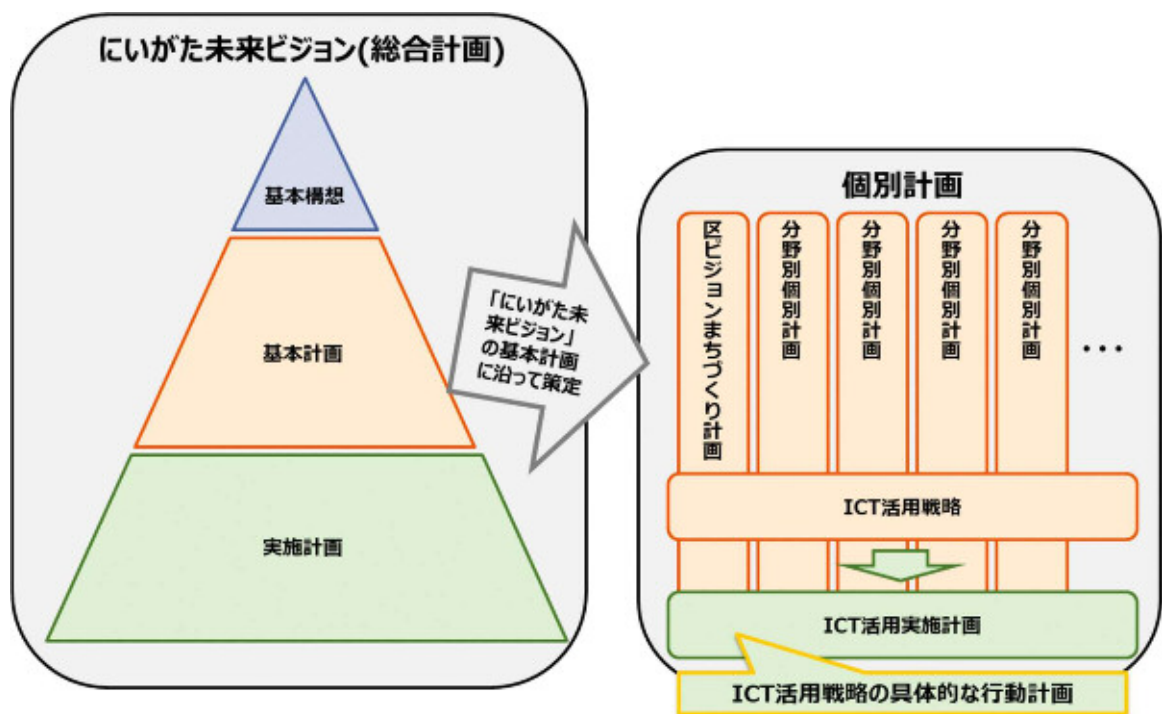 にいがた未来ビジョン(総合計画)
基本構想
基本計画
実施計画
「にいがた未
来ビジョン」
の基本計画
に沿って策定
個別計画
区ビジョンまちづくり計画
分野別個別計画
分野別個別計画
分野別個別計画
分野別個別計画
・・・
ICT活用戦略
ICT活用実施計画
ICT活用戦略の具体的な行動計画